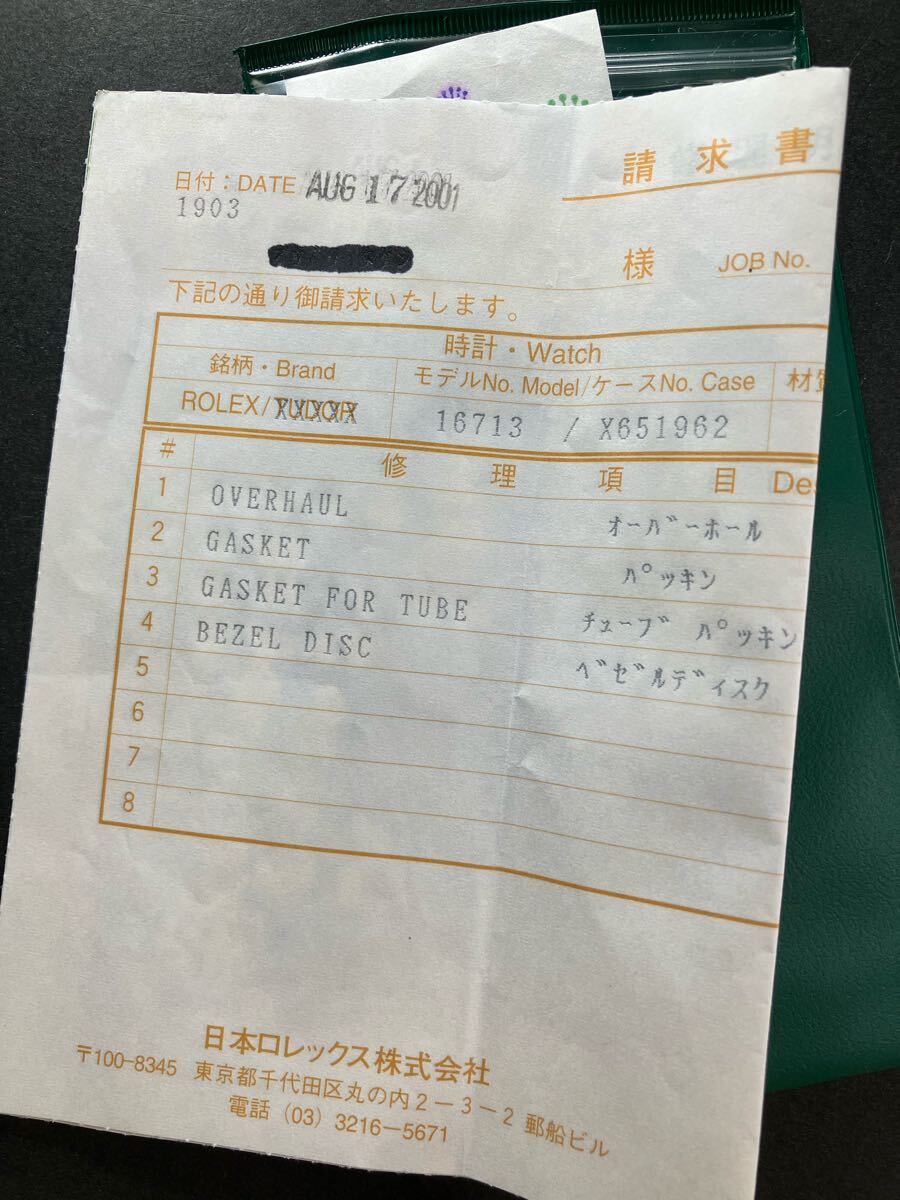 請求書
日付：DATE AUG 17 2001
1903
様 JOB No.
下記の通り御請求いたします。
時計・Watch
銘柄・Brand モデルNo. Model/ケースNo. Case
ROLEX/TUDOR 16713 / X651962
# 修理項目
1 OVERHAUL オーバーホール
2 GASKET パッキン
3 GASKET FOR TUBE チューブ パッキン
4 BEZEL DISC ベゼルディスク
5
6
7
8
日本ロレックス株式会社
〒100-8345 東京都千代田区丸の内2－3－2 郵船ビル
電話（03）3216－5671